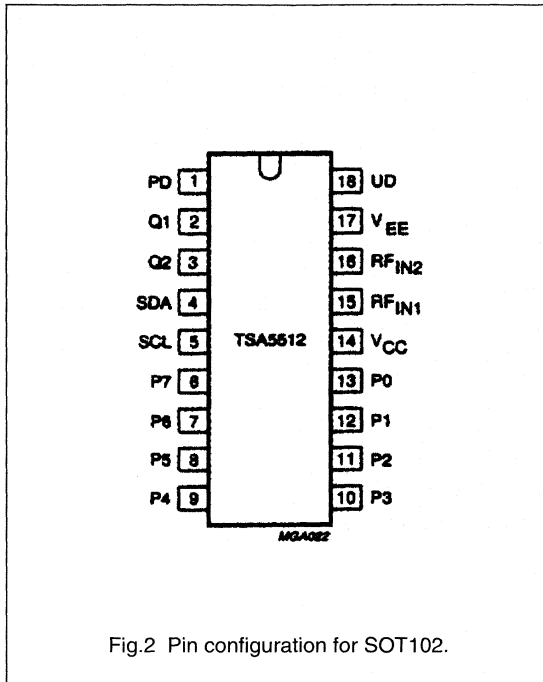 PD 1 18 UD
Q1 2 17 VEE
Q2 3 16 RFIN2
SDA 4 15 RFIN1
SCL 5 TSA5512 14 VCC
P7 6 13 P0
P6 7 12 P1
P5 8 11 P2
P4 9 10 P3
MGA022
Fig.2 Pin configuration for SOT102.